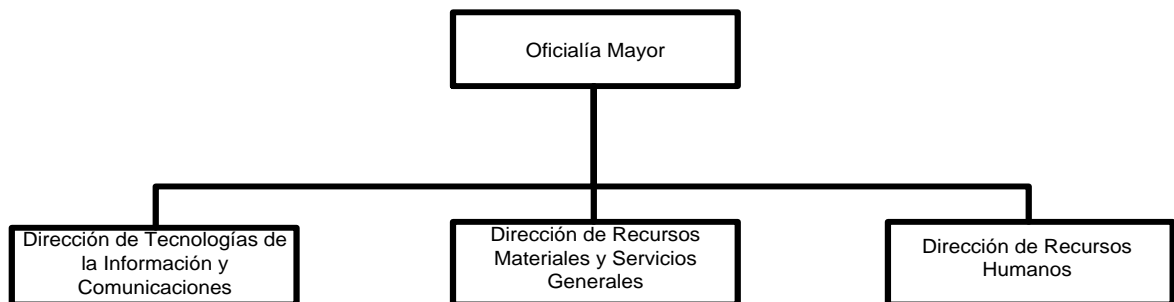 Oficialía Mayor
Dirección de Tecnologías de
la Información y
Comunicaciones
Dirección de Recursos
Materiales y Servicios
Generales
Dirección de Recursos
Humanos